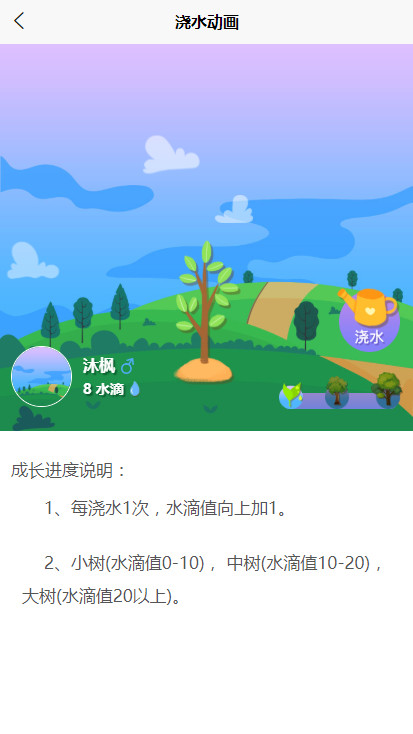 浇水动画
浇水
沐枫
8 水滴
成长进度说明：
1、每浇水1次，水滴值向上加1。
2、小树(水滴值0-10)，中树(水滴值10-20)，
大树(水滴值20以上)。